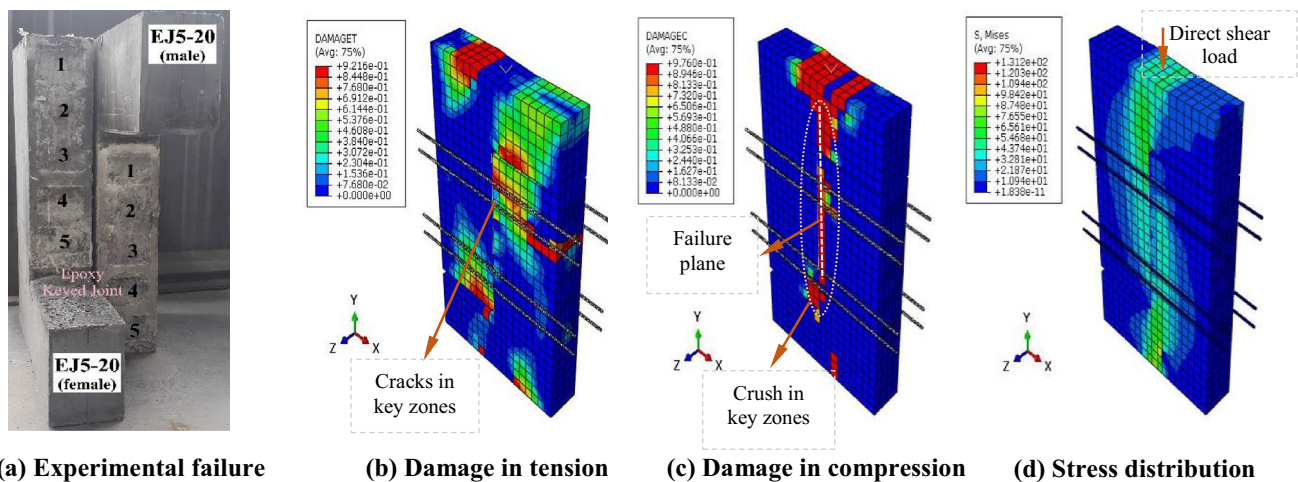 EJ5-20
(male)
1
2
3
4
5
1
2
3
4
5
Epoxy
Keyed Joint
EJ5-20
(female)
DAMAGET
(Avg: 75%)
+9.216e-01
+8.448e-01
+7.680e-01
+6.912e-01
+6.144e-01
+5.376e-01
+4.608e-01
+3.840e-01
+3.072e-01
+2.304e-01
+1.536e-01
+7.680e-02
+0.000e+00
Y
Z X
Cracks in
key zones
DAMAGEC
(Avg: 75%)
+9.760e-01
+8.946e-01
+8.133e-01
+7.320e-01
+6.506e-01
+5.693e-01
+4.880e-01
+4.066e-01
+3.253e-01
+2.440e-01
+1.627e-01
+8.133e-02
+0.000e+00
Failure
plane
Y
Z X
Crush in
key zones
S, Mises
(Avg: 75%)
+1.312e+02
+1.203e+02
+1.094e+02
+9.842e+01
+8.748e+01
+7.655e+01
+6.561e+01
+5.468e+01
+4.374e+01
+3.281e+01
+2.187e+01
+1.094e+01
+1.838e-11
Direct shear
load
Y
Z X
(a) Experimental failure
(b) Damage in tension
(c) Damage in compression
(d) Stress distribution